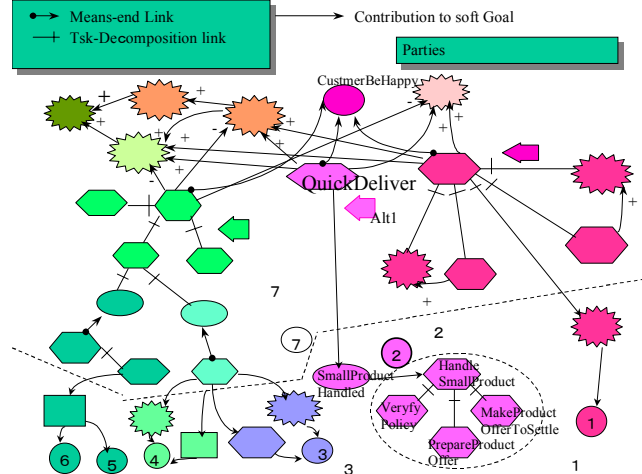 Means-end Link
Contribution to soft Goal
Tsk-Decomposition link
Parties
CustmerBeHappy
+
+
-
+
+
+
+
+
+
-
-
QuickDeliver
Alt1
+
+
7
7
2
2
SmallProduct
Handled
Handle
SmallProduct
Veryfy
Policy
MakeProduct
OfferToSettle
PrepareProduct
Offer
1
6
5
4
3
3
1